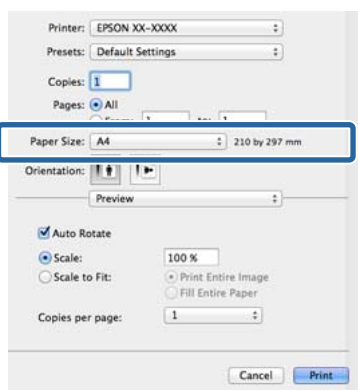 Printer: EPSON XX-XXXX
Presets: Default Settings
Copies: 1
Pages: All
Paper Size: A4 210 by 297 mm
Orientation:
Preview
Auto Rotate
Scale: 100 %
Scale to Fit: Print Entire Image
Fill Entire Paper
Copies per page: 1
Cancel Print